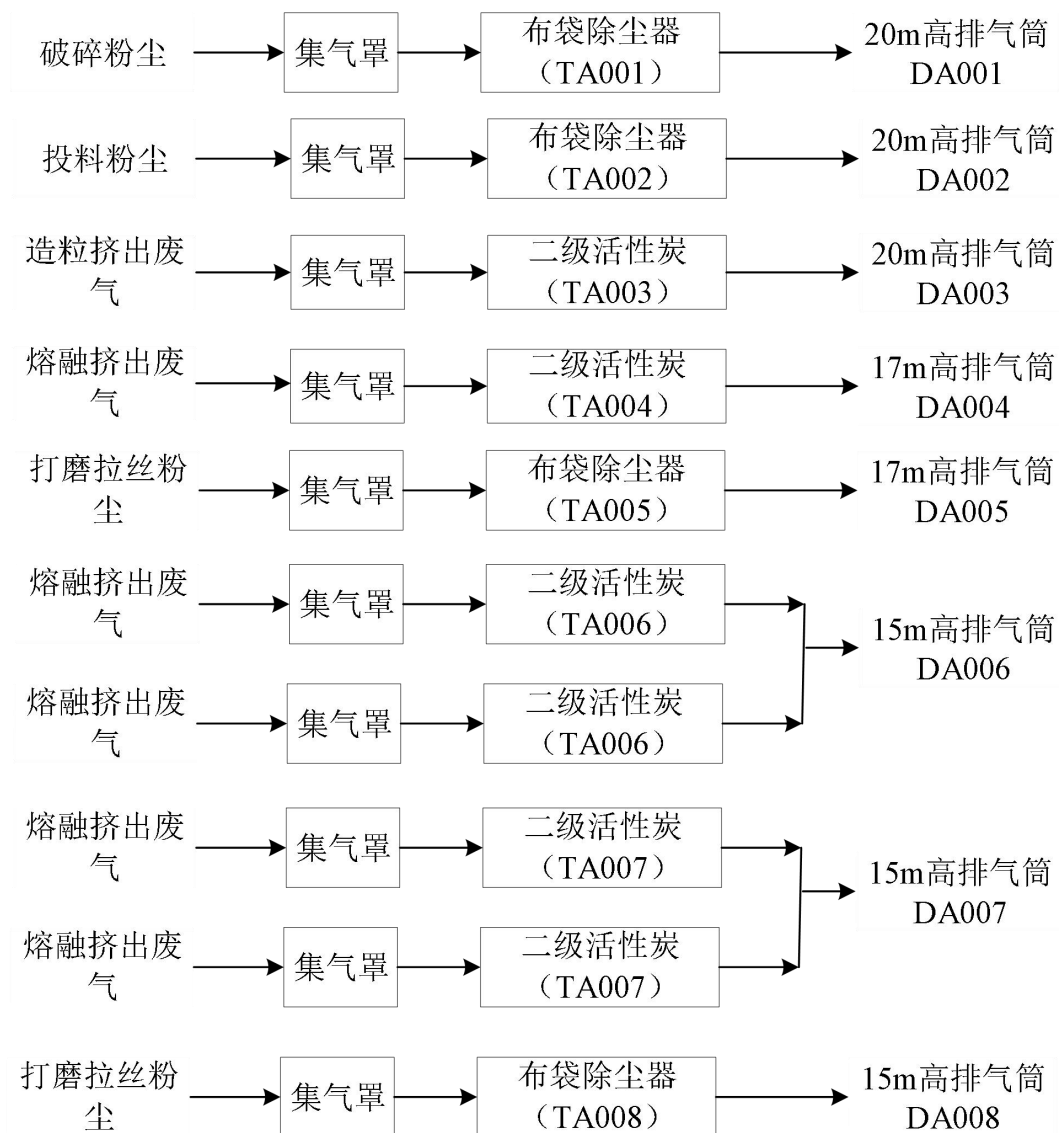 破碎粉尘
集气罩
布袋除尘器
（TA001）
20m高排气筒
DA001
投料粉尘
集气罩
布袋除尘器
（TA002）
20m高排气筒
DA002
造粒挤出废
气
集气罩
二级活性炭
（TA003）
20m高排气筒
DA003
熔融挤出废
气
集气罩
二级活性炭
（TA004）
17m高排气筒
DA004
打磨拉丝粉
尘
集气罩
布袋除尘器
（TA005）
17m高排气筒
DA005
熔融挤出废
气
集气罩
二级活性炭
（TA006）
15m高排气筒
DA006
熔融挤出废
气
集气罩
二级活性炭
（TA006）
熔融挤出废
气
集气罩
二级活性炭
（TA007）
15m高排气筒
DA007
熔融挤出废
气
集气罩
二级活性炭
（TA007）
打磨拉丝粉
尘
集气罩
布袋除尘器
（TA008）
15m高排气筒
DA008